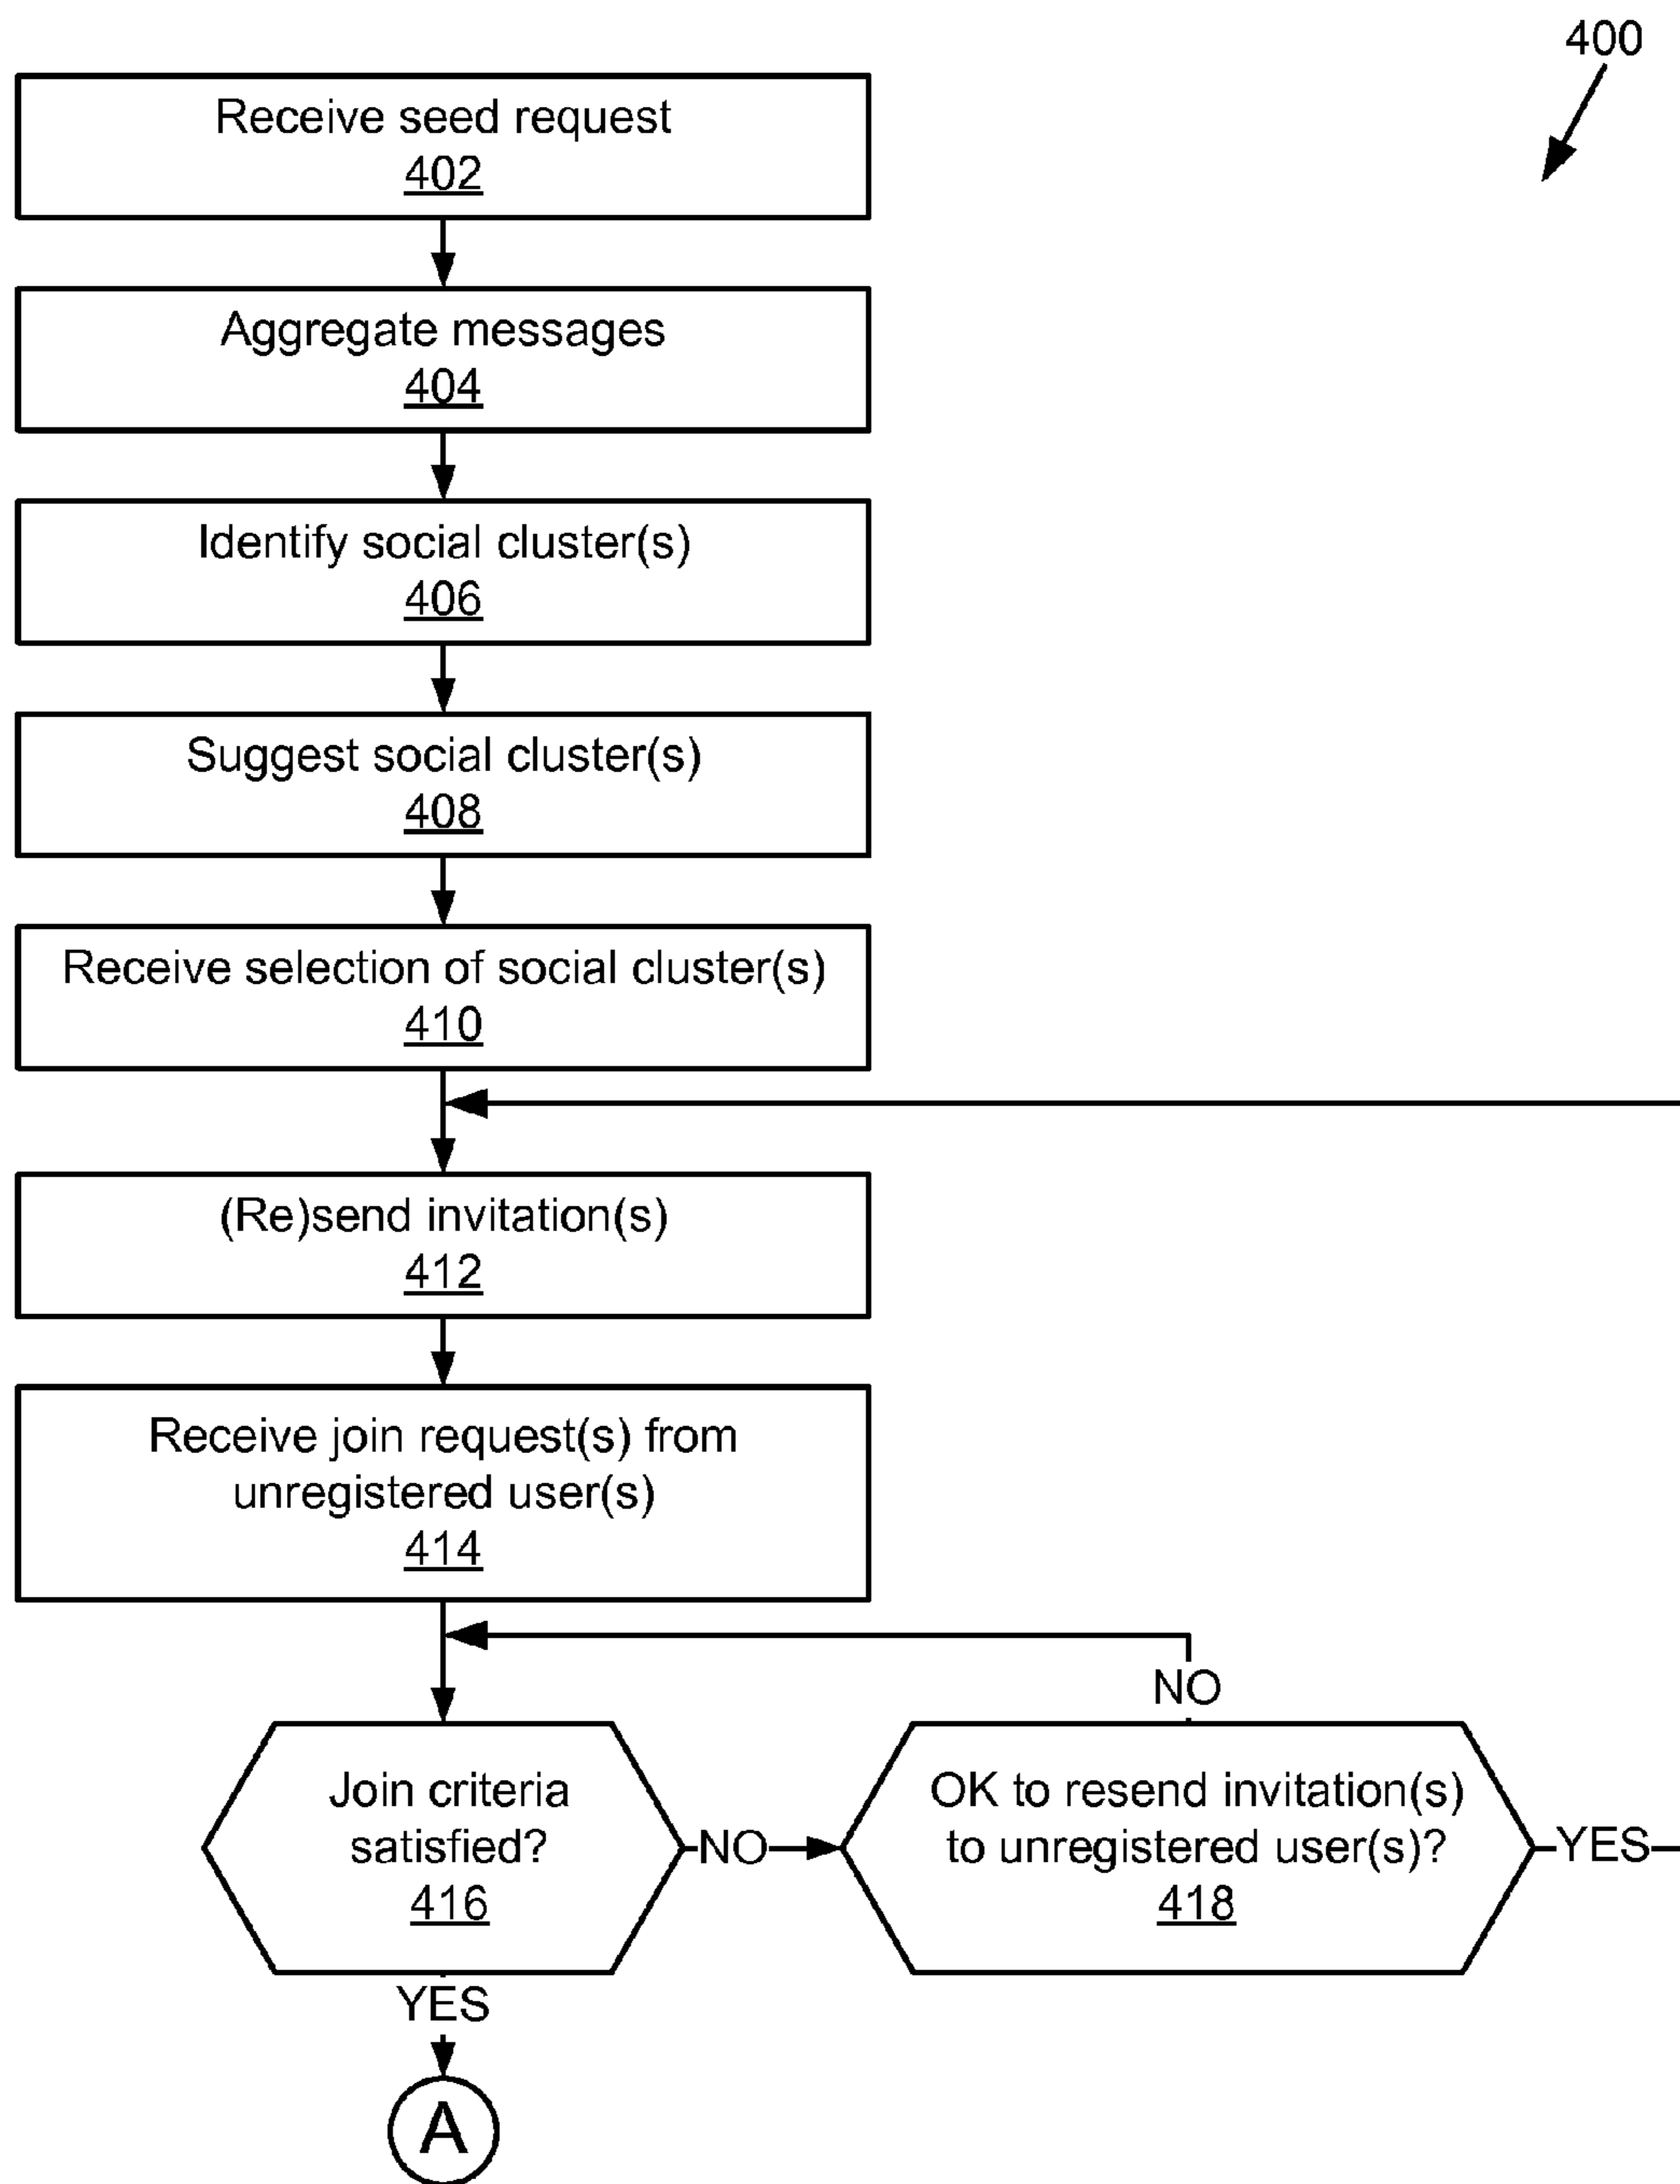 400
Receive seed request
402
Aggregate messages
404
Identify social cluster(s)
406
Suggest social cluster(s)
408
Receive selection of social cluster(s)
410
(Re)send invitation(s)
412
Receive join request(s) from
unregistered user(s)
414
NO
Join criteria
satisfied?
416
NO
OK to resend invitation(s)
to unregistered user(s)?
418
YES
YES
A